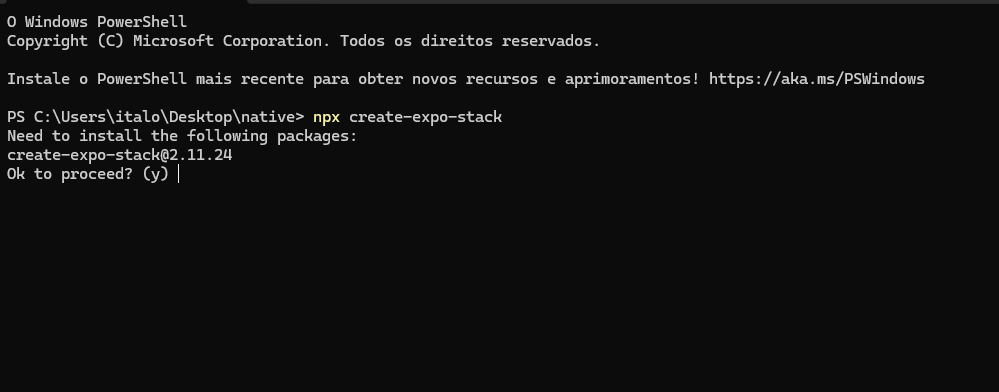 O Windows PowerShell
Copyright (C) Microsoft Corporation. Todos os direitos reservados.
Instale o PowerShell mais recente para obter novos recursos e aprimoramentos! https://aka.ms/PSWindows
PS C:\Users\italo\Desktop\native> npx create-expo-stack
Need to install the following packages:
create-expo-stack@2.11.24
Ok to proceed? (y)